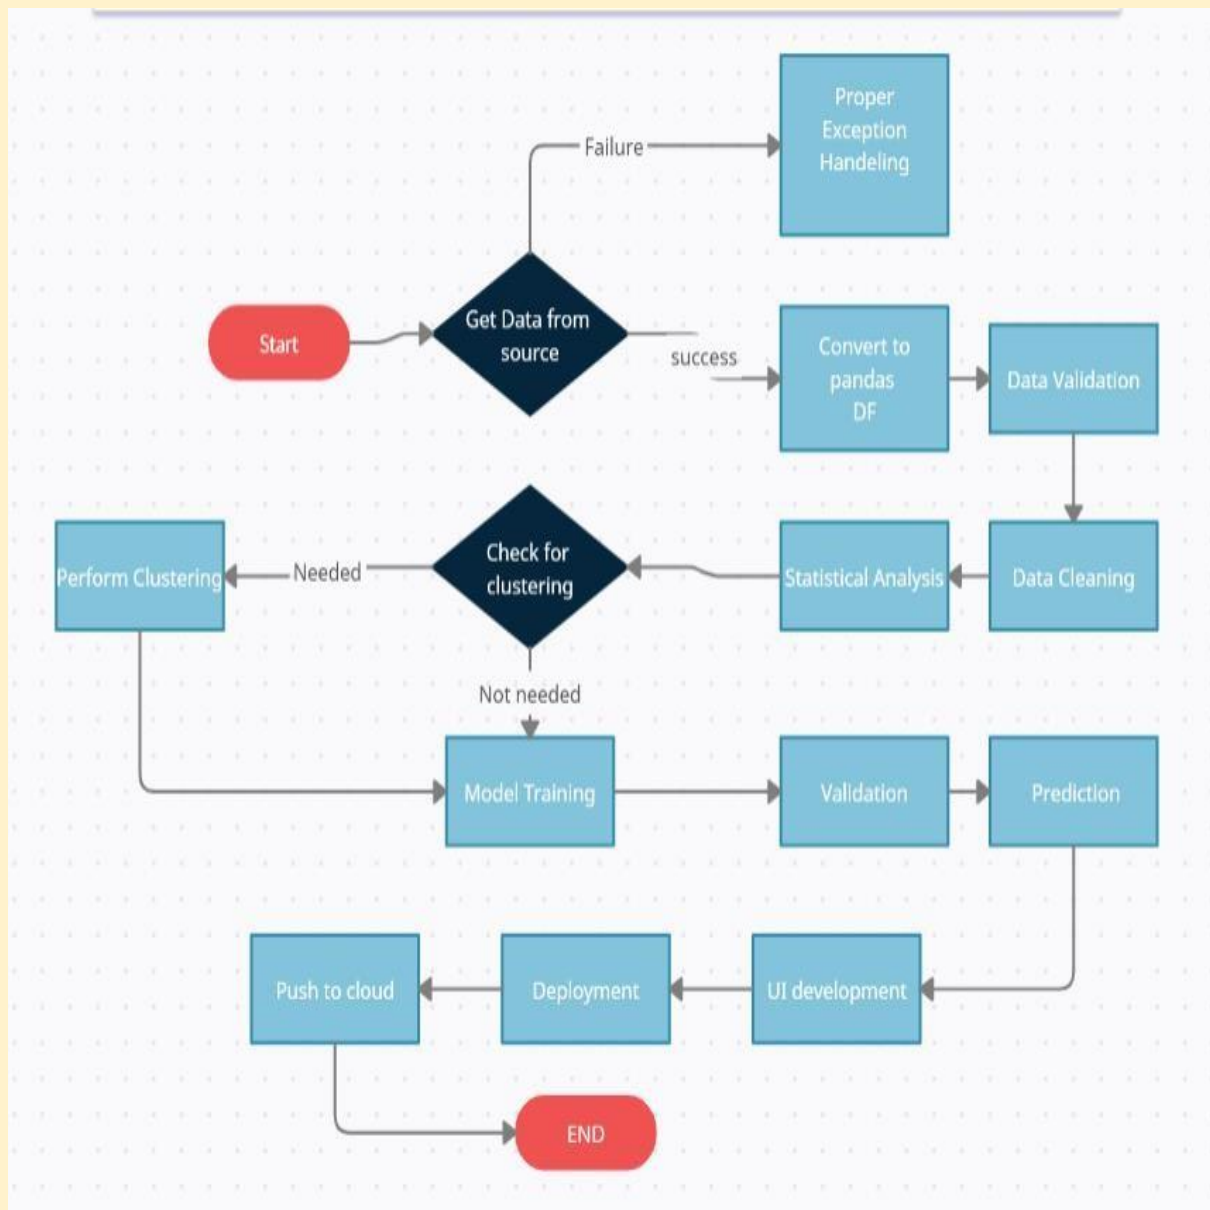 Proper
Exception
Handeling
Failure
Start
Get Data from
source
success
Convert to
pandas
DF
Data Validation
Perform Clustering
Needed
Check for
clustering
Statistical Analysis
Data Cleaning
Not needed
Model Training
Validation
Prediction
Push to cloud
Deployment
UI development
END